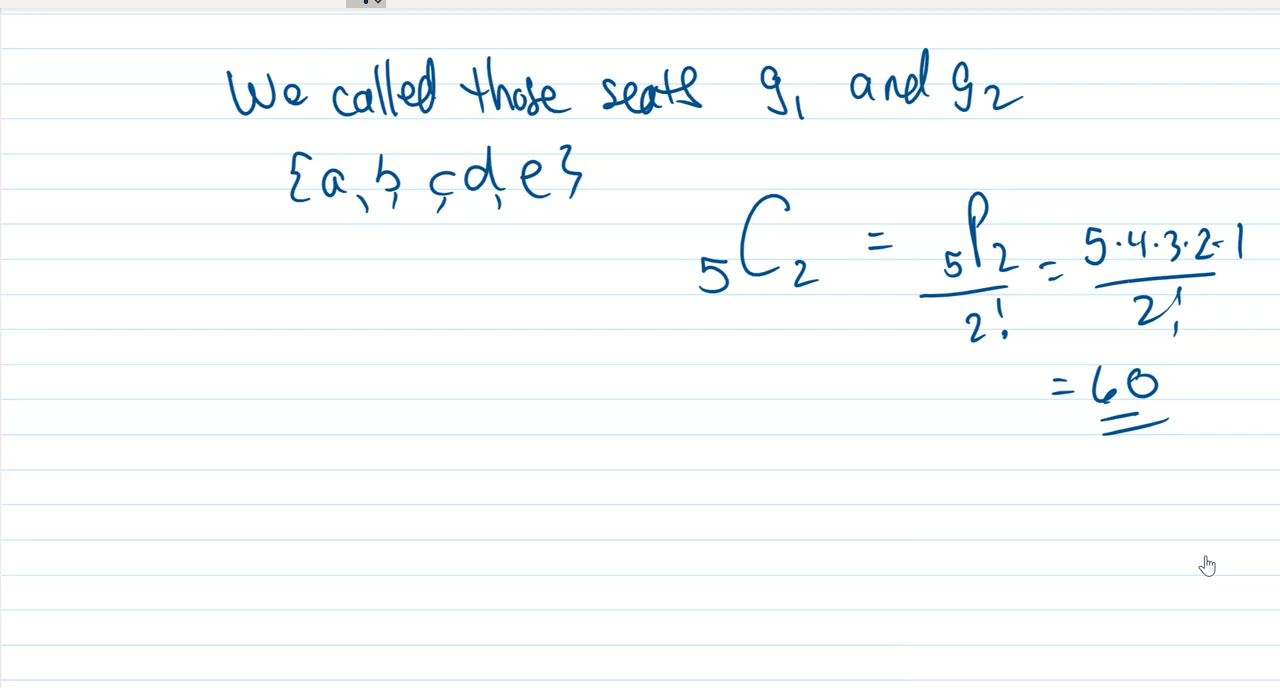 We called those seats g₁ and g₂
{a, b, c, d, e}
₅C₂ = ₅P₂ / 2! = 5·4·3·2·1 / 2!
= 60